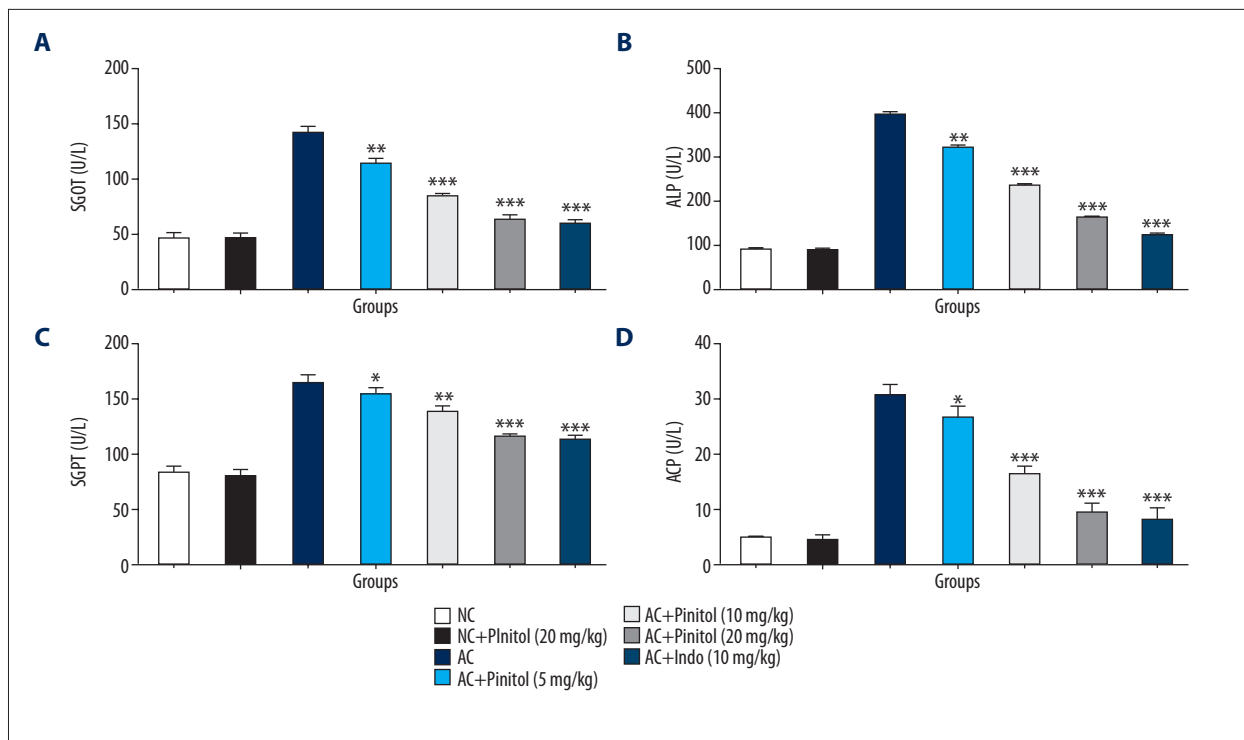 A
200
150
100
50
0
SGOT (U/L)
**
***
***
***
Groups
B
500
400
300
200
100
0
ALP (U/L)
**
***
***
***
Groups
C
200
150
100
50
0
SGPT (U/L)
*
**
***
***
Groups
D
40
30
20
10
0
ACP (U/L)
*
***
***
***
Groups
NC
NC+PInitol (20 mg/kg)
AC
AC+Pinitol (5 mg/kg)
AC+Pinitol (10 mg/kg)
AC+Pinitol (20 mg/kg)
AC+Indo (10 mg/kg)